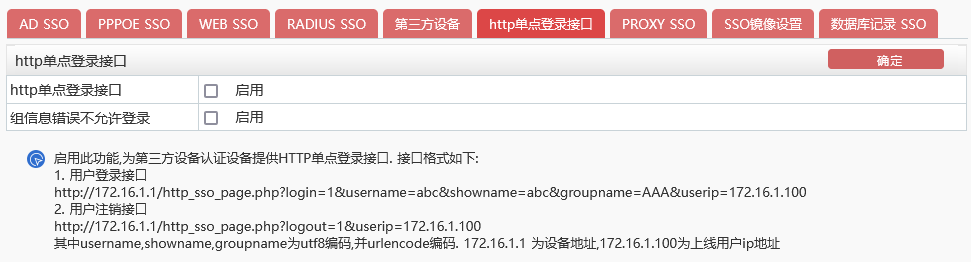 AD SSO PPPOE SSO WEB SSO RADIUS SSO 第三方设备 http单点登录接口 PROXY SSO SSO镜像设置 数据库记录 SSO
http单点登录接口 确定
http单点登录接口 启用
组信息错误不允许登录 启用
启用此功能,为第三方设备认证设备提供HTTP单点登录接口. 接口格式如下:
1. 用户登录接口
http://172.16.1.1/http_sso_page.php?login=1&username=abc&showname=abc&groupname=AAA&userip=172.16.1.100
2. 用户注销接口
http://172.16.1.1/http_sso_page.php?logout=1&userip=172.16.1.100
其中username,showname,groupname为utf8编码,并urlencode编码. 172.16.1.1 为设备地址,172.16.1.100为上线用户ip地址